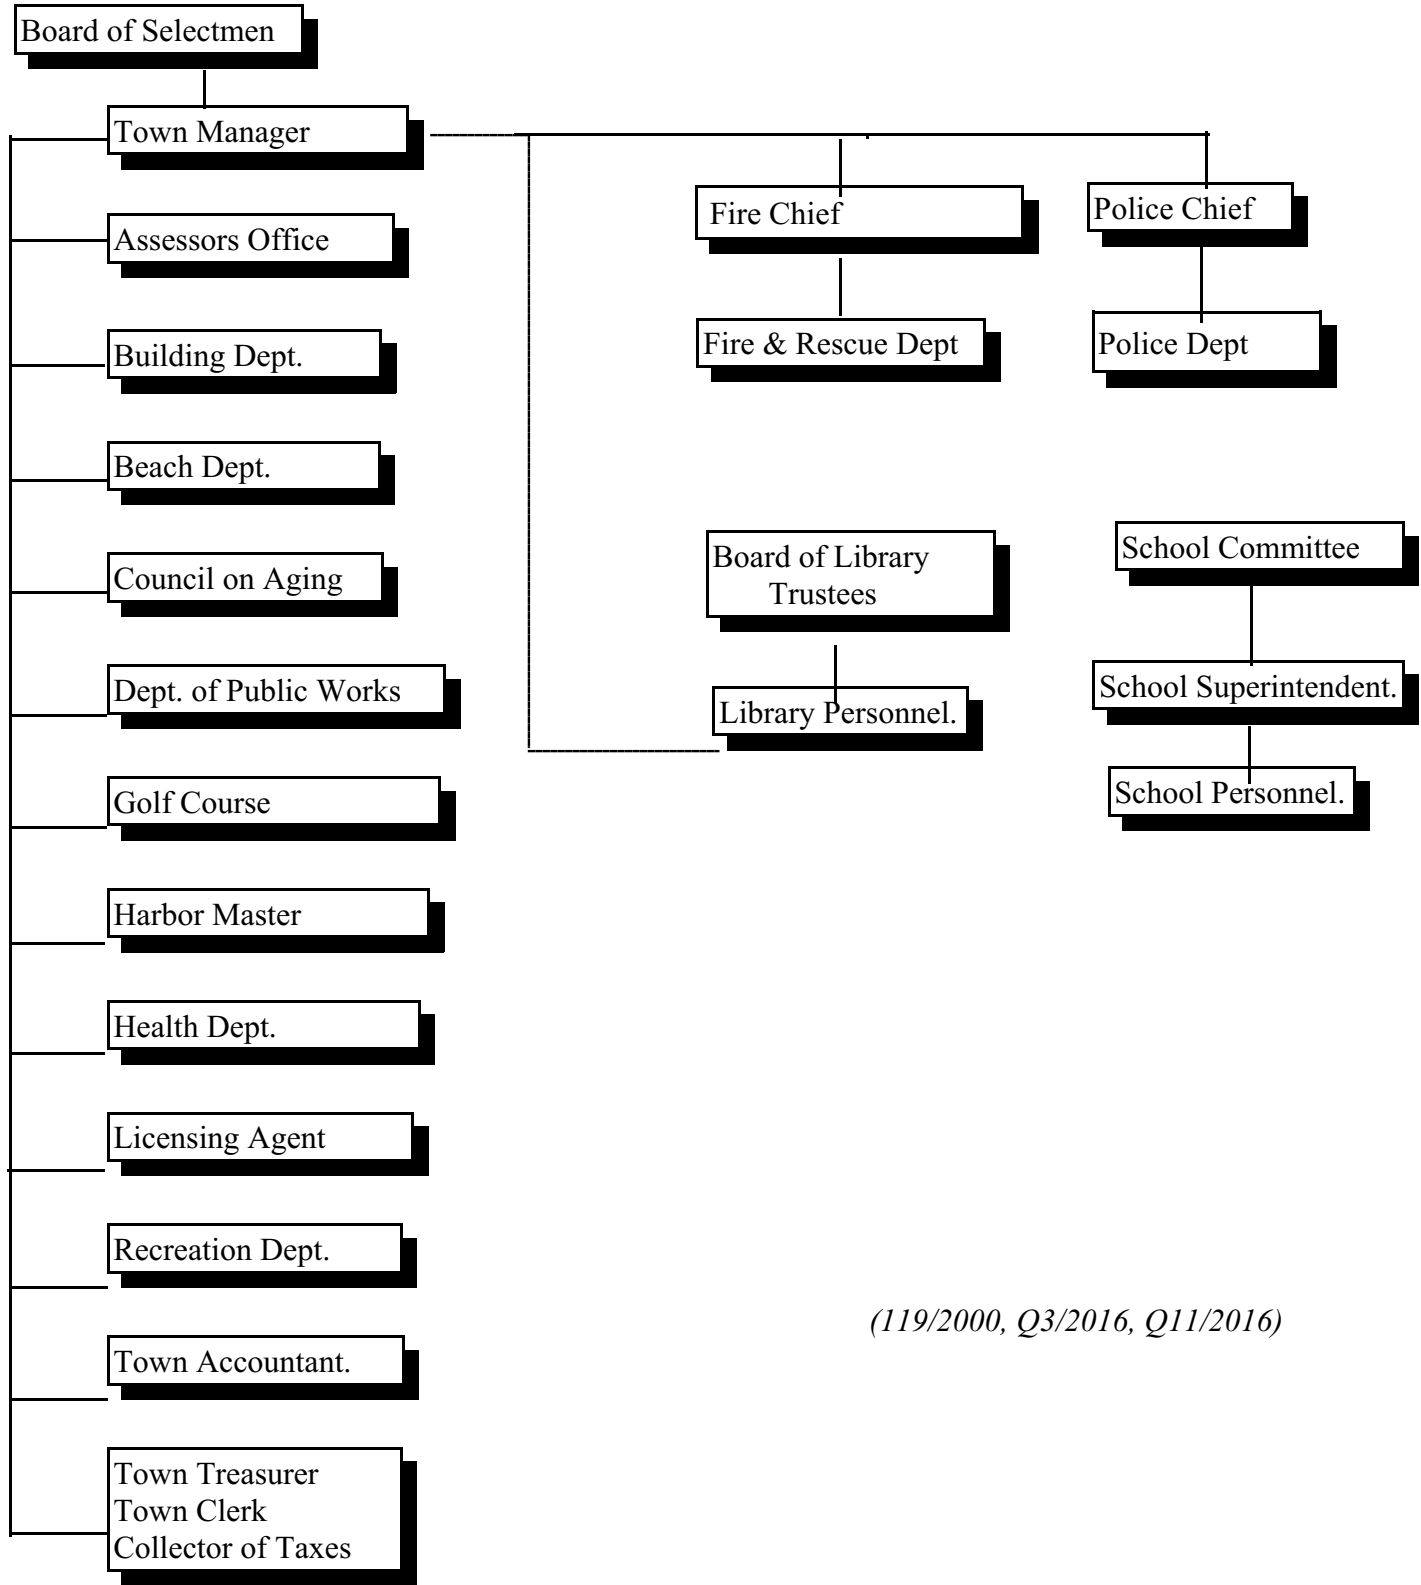 Board of Selectmen
Town Manager
Assessors Office
Building Dept.
Beach Dept.
Council on Aging
Dept. of Public Works
Golf Course
Harbor Master
Health Dept.
Licensing Agent
Recreation Dept.
Town Accountant.
Town Treasurer
Town Clerk
Collector of Taxes
Fire Chief
Fire & Rescue Dept
Police Chief
Police Dept
Board of Library
Trustees
Library Personnel.
School Committee
School Superintendent.
School Personnel.
(119/2000, Q3/2016, Q11/2016)